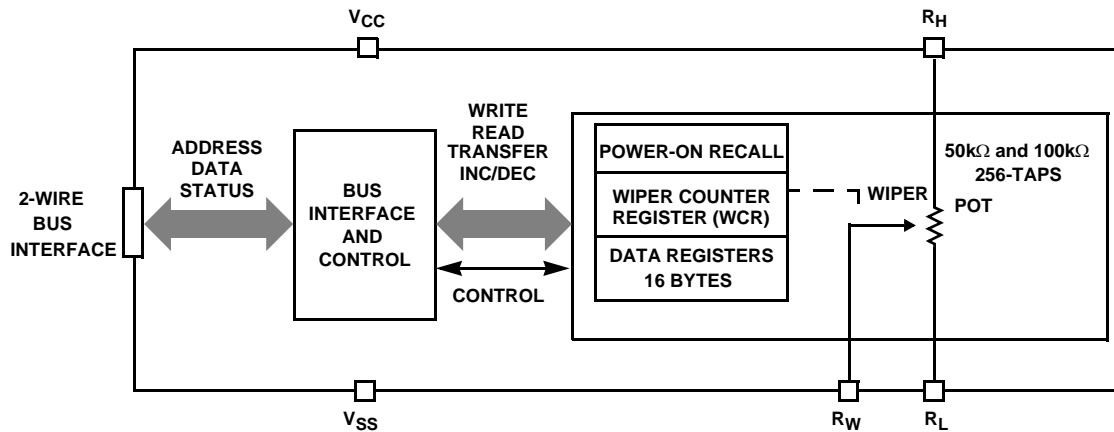 VCC
RH
ADDRESS
DATA
STATUS
2-WIRE
BUS
INTERFACE
BUS
INTERFACE
AND
CONTROL
WRITE
READ
TRANSFER
INC/DEC
CONTROL
POWER-ON RECALL
WIPER COUNTER
REGISTER (WCR)
DATA REGISTERS
16 BYTES
50kΩ and 100kΩ
256-TAPS
WIPER
POT
VSS
RW
RL